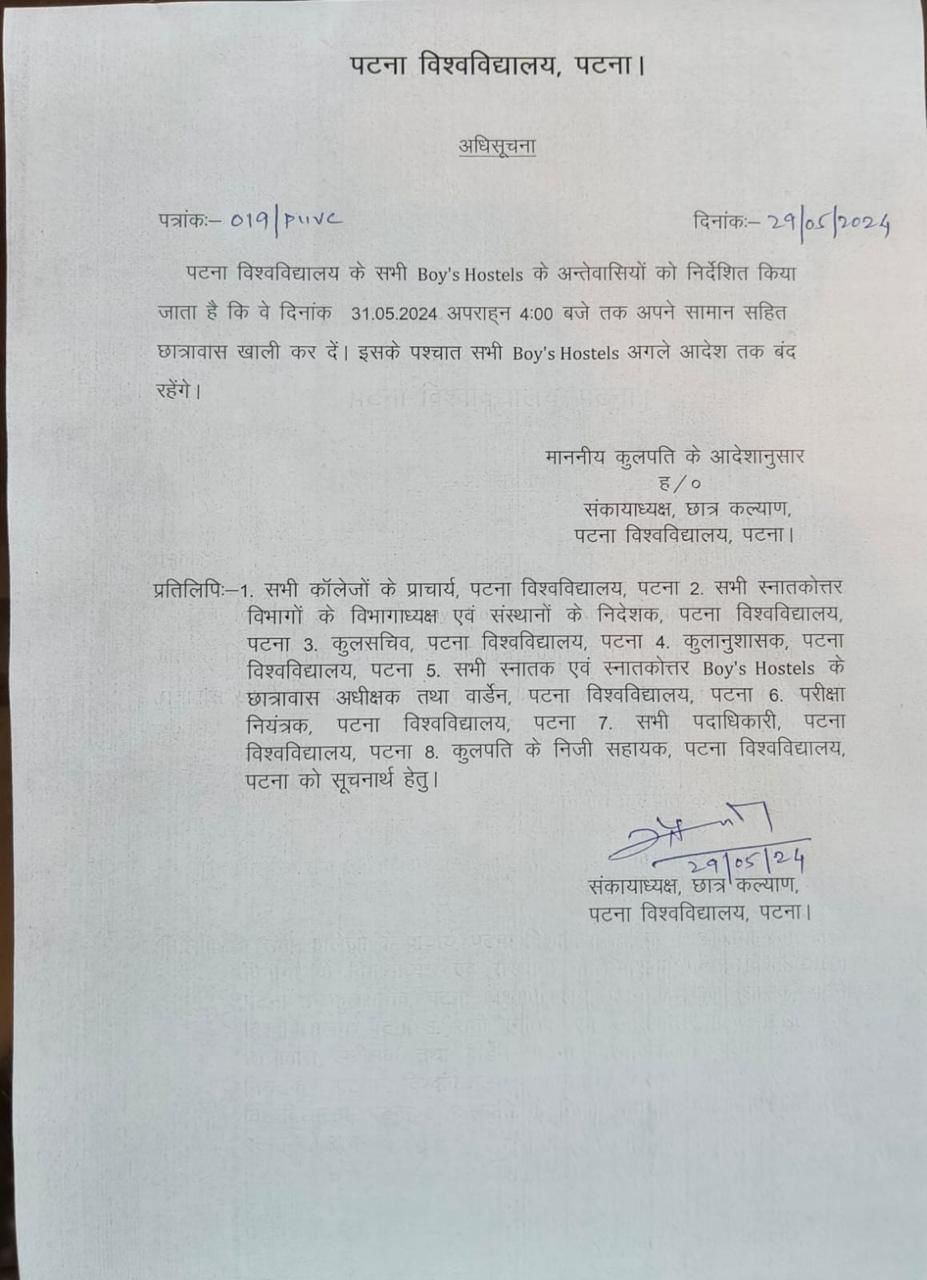 पटना विश्वविद्यालय, पटना।
अधिसूचना
पत्रांकः– 019/PUVC दिनांकः– 29/05/2024
पटना विश्वविद्यालय के सभी Boy's Hostels के अन्तेवासियों को निर्देशित किया
जाता है कि वे दिनांक 31.05.2024 अपराह्न 4:00 बजे तक अपने सामान सहित
छात्रावास खाली कर दें। इसके पश्चात सभी Boy's Hostels अगले आदेश तक बंद
रहेंगे।
माननीय कुलपति के आदेशानुसार
ह/०
संकायाध्यक्ष, छात्र कल्याण,
पटना विश्वविद्यालय, पटना।
प्रतिलिपिः–1. सभी कॉलेजों के प्राचार्य, पटना विश्वविद्यालय, पटना 2. सभी स्नातकोत्तर
विभागों के विभागाध्यक्ष एवं संस्थानों के निदेशक, पटना विश्वविद्यालय,
पटना 3. कुलसचिव, पटना विश्वविद्यालय, पटना 4. कुलानुशासक, पटना
विश्वविद्यालय, पटना 5. सभी स्नातक एवं स्नातकोत्तर Boy's Hostels के
छात्रावास अधीक्षक तथा वार्डेन, पटना विश्वविद्यालय, पटना 6. परीक्षा
नियंत्रक, पटना विश्वविद्यालय, पटना 7. सभी पदाधिकारी, पटना
विश्वविद्यालय, पटना 8. कुलपति के निजी सहायक, पटना विश्वविद्यालय,
पटना को सूचनार्थ हेतु।
29/05/24
संकायाध्यक्ष, छात्र कल्याण,
पटना विश्वविद्यालय, पटना।